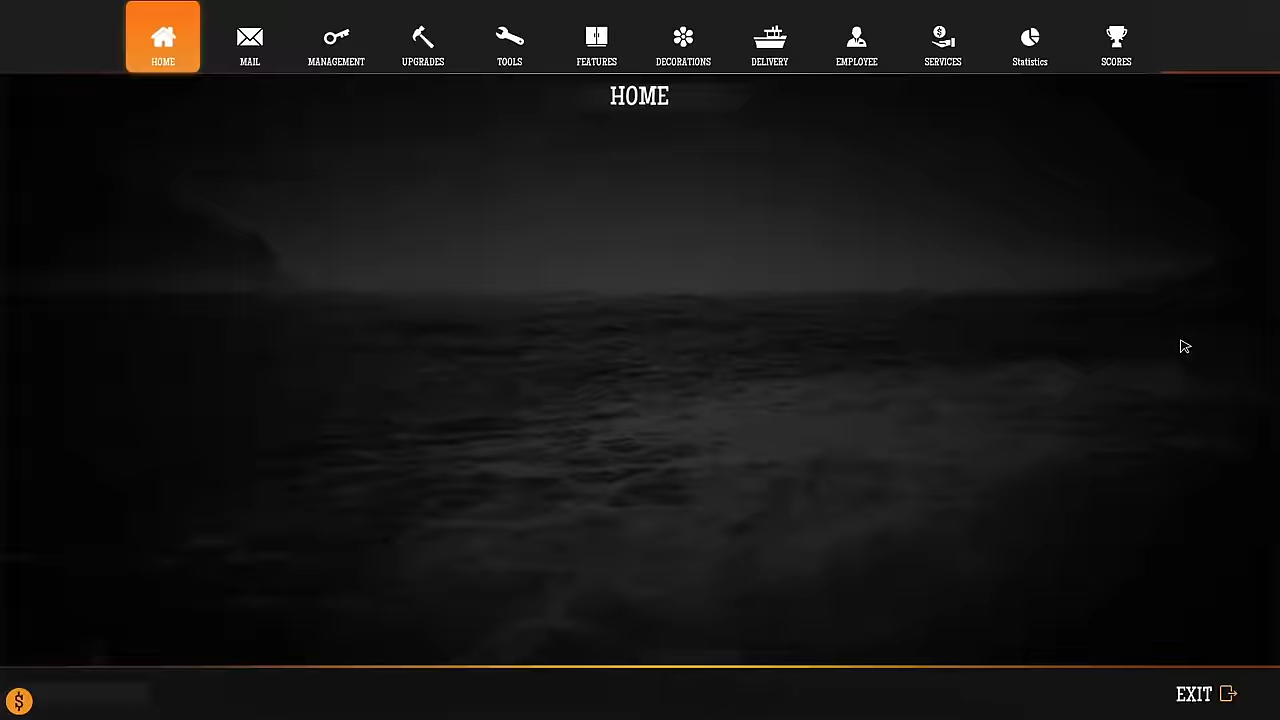 HOME
MAIL
MANAGEMENT
UPGRADES
TOOLS
FEATURES
DECORATIONS
DELIVERY
EMPLOYEE
SERVICES
Statistics
SCORES
HOME
$
EXIT